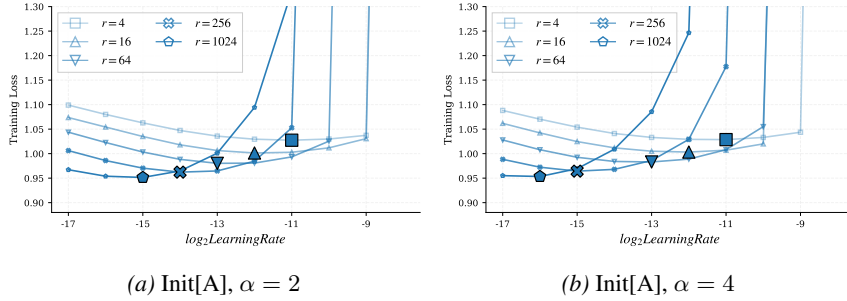 1.30
1.25
1.20
1.15
1.10
1.05
1.00
0.95
0.90
Training Loss
r = 4
r = 16
r = 64
r = 256
r = 1024
-17
-15
-13
-11
-9
log₂LearningRate
(a) Init[A], α = 2
1.30
1.25
1.20
1.15
1.10
1.05
1.00
0.95
0.90
Training Loss
r = 4
r = 16
r = 64
r = 256
r = 1024
-17
-15
-13
-11
-9
log₂LearningRate
(b) Init[A], α = 4